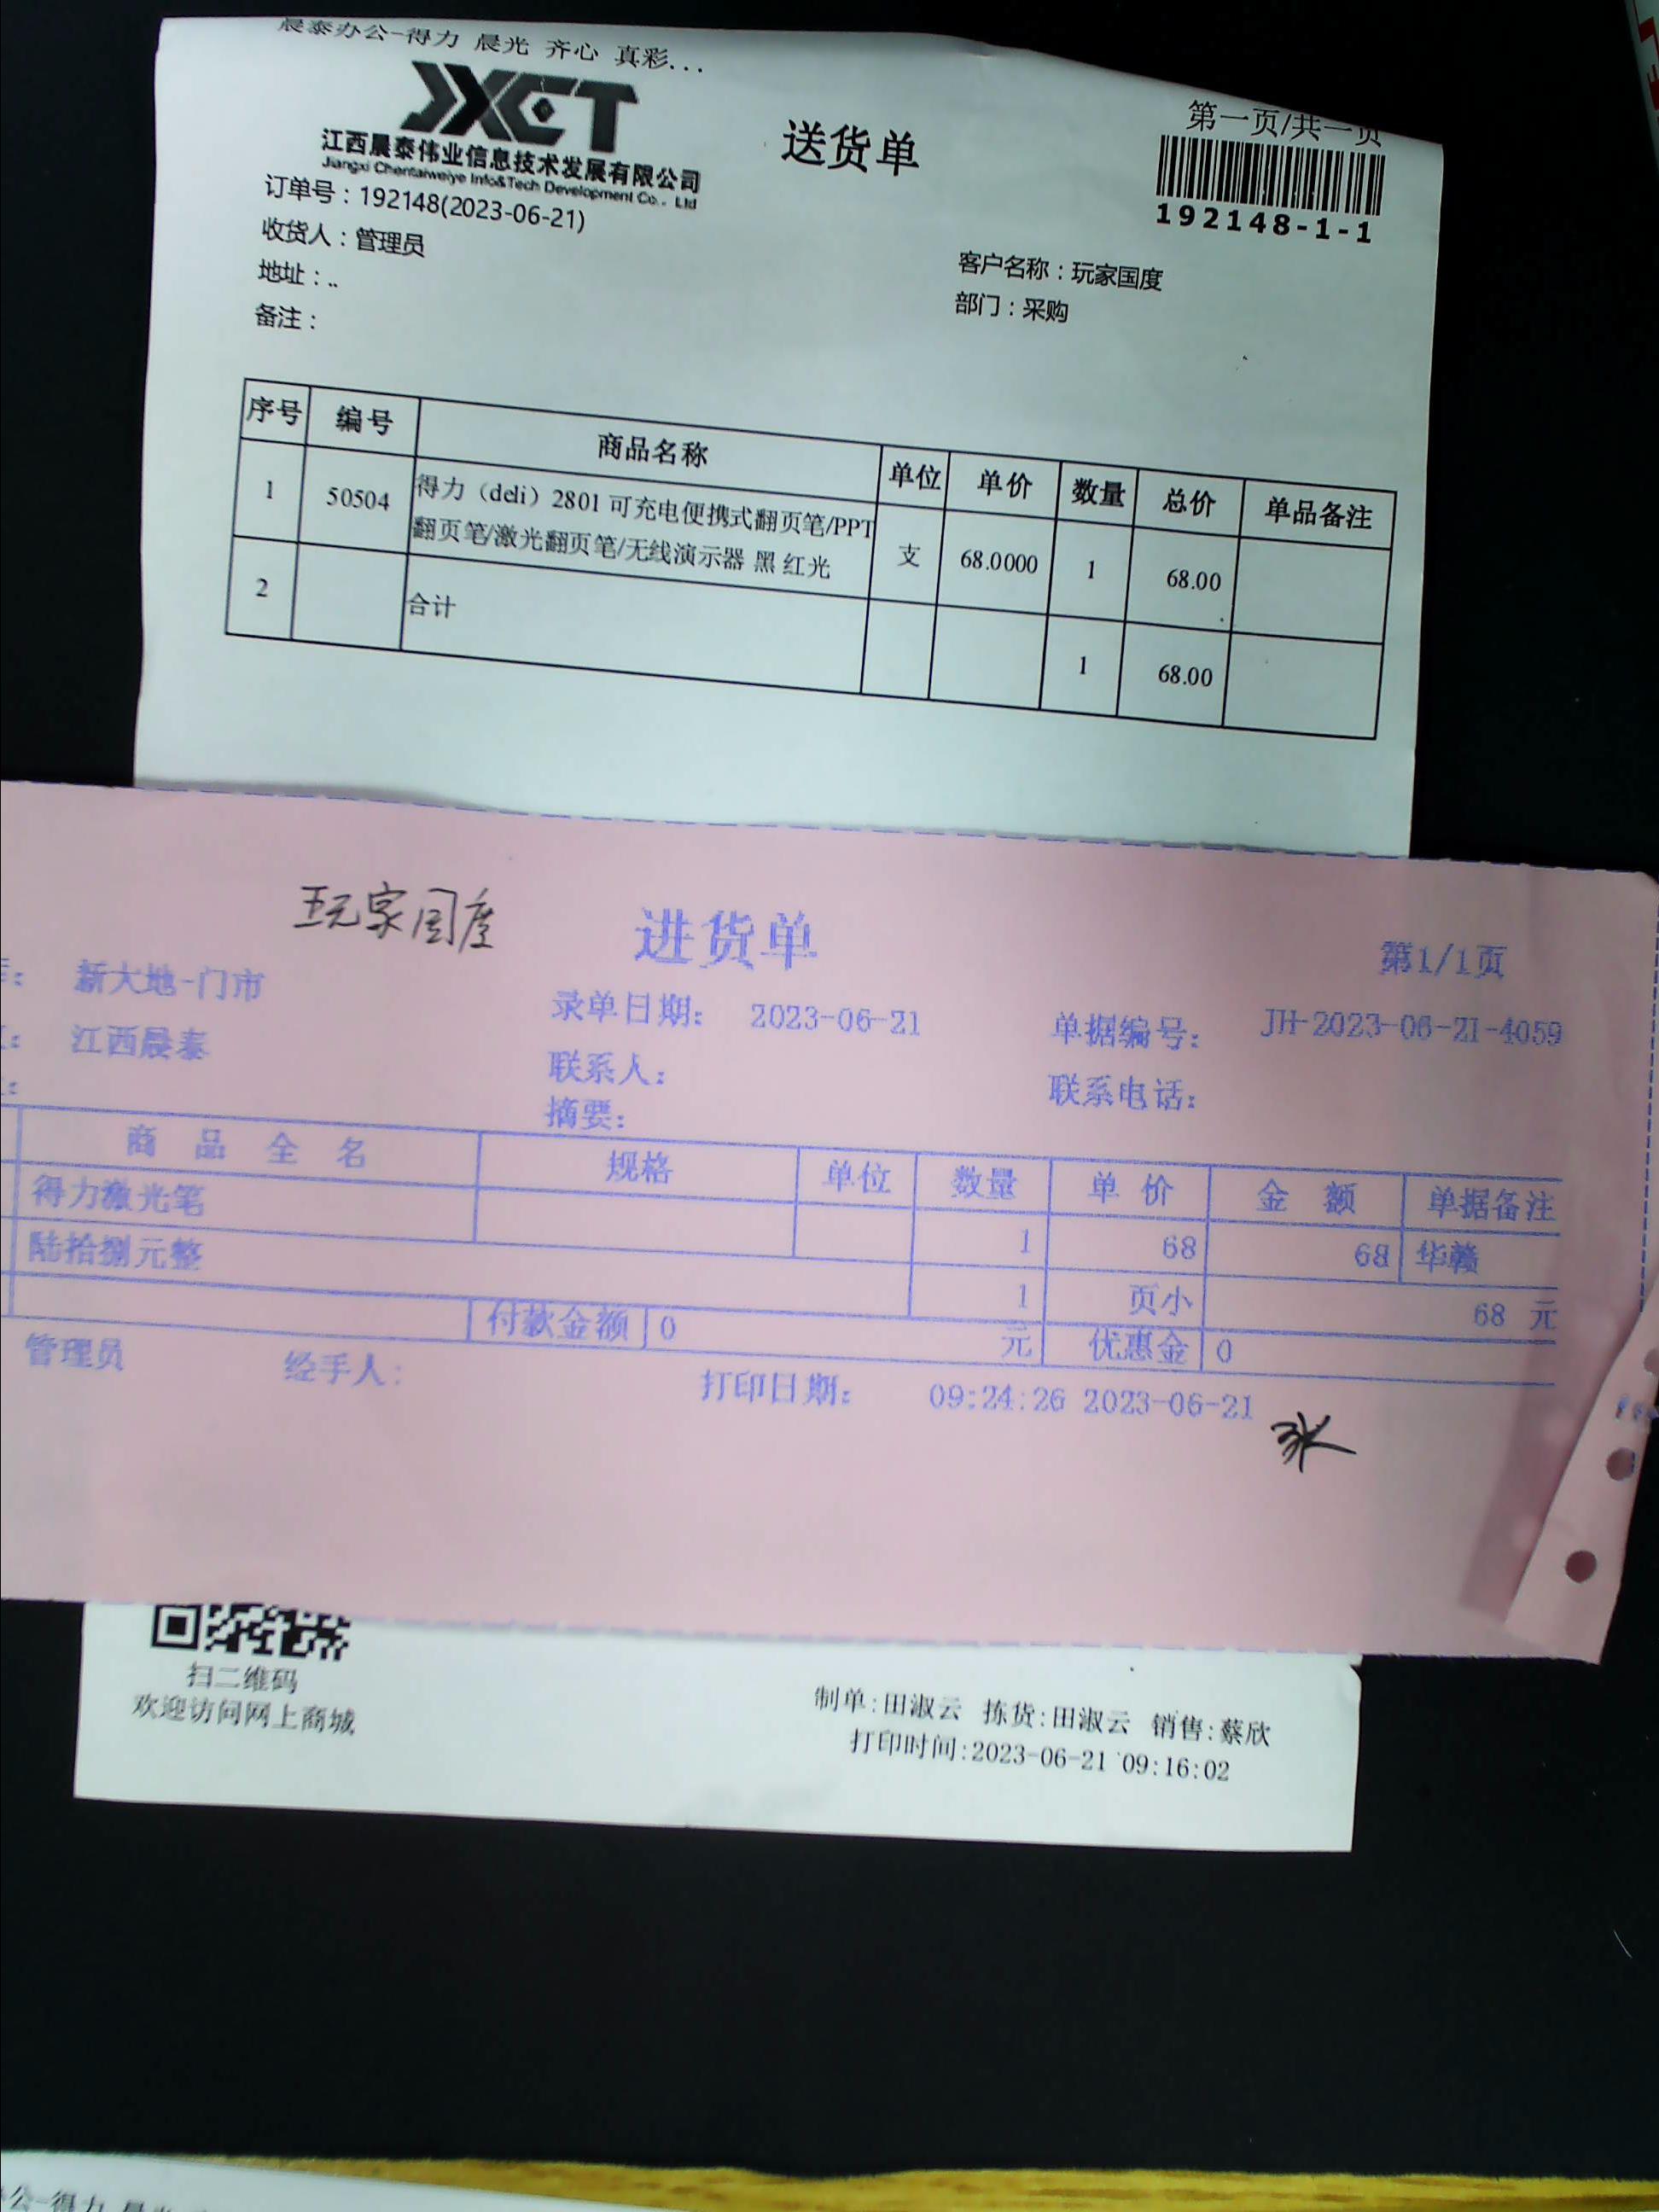 晨泰办公-得力 晨光 齐心 真彩...
JXCT
江西晨泰伟业信息技术发展有限公司
Jiangxi Chentaiweiye Info&Tech Development Co., Ltd
送货单
第一页/共一页
192148-1-1
订单号：192148(2023-06-21)
收货人：管理员
客户名称：玩家国度
地址：..
部门：采购
备注：
序号 编号 商品名称 单位 单价 数量 总价 单品备注
1 50504 得力（deli）2801 可充电便携式翻页笔/PPT 支 68.0000 1 68.00
翻页笔/激光翻页笔/无线演示器 黑 红光
2 合计 1 68.00
玩家国度
进货单
第1/1页
新大地-门市 录单日期： 2023-06-21 单据编号： JH-2023-06-21-4059
江西晨泰 联系人： 联系电话：
摘要：
商 品 全 名 规格 单位 数量 单 价 金 额 单据备注
得力激光笔 1 68 68 华赣
陆拾捌元整 1 页小 68 元
付款金额 0 元 优惠金 0
管理员 经手人： 打印日期： 09:24:26 2023-06-21
张
扫二维码
欢迎访问网上商城
制单:田淑云 拣货:田淑云 销售:蔡欣
打印时间:2023-06-21 09:16:02
公-得力